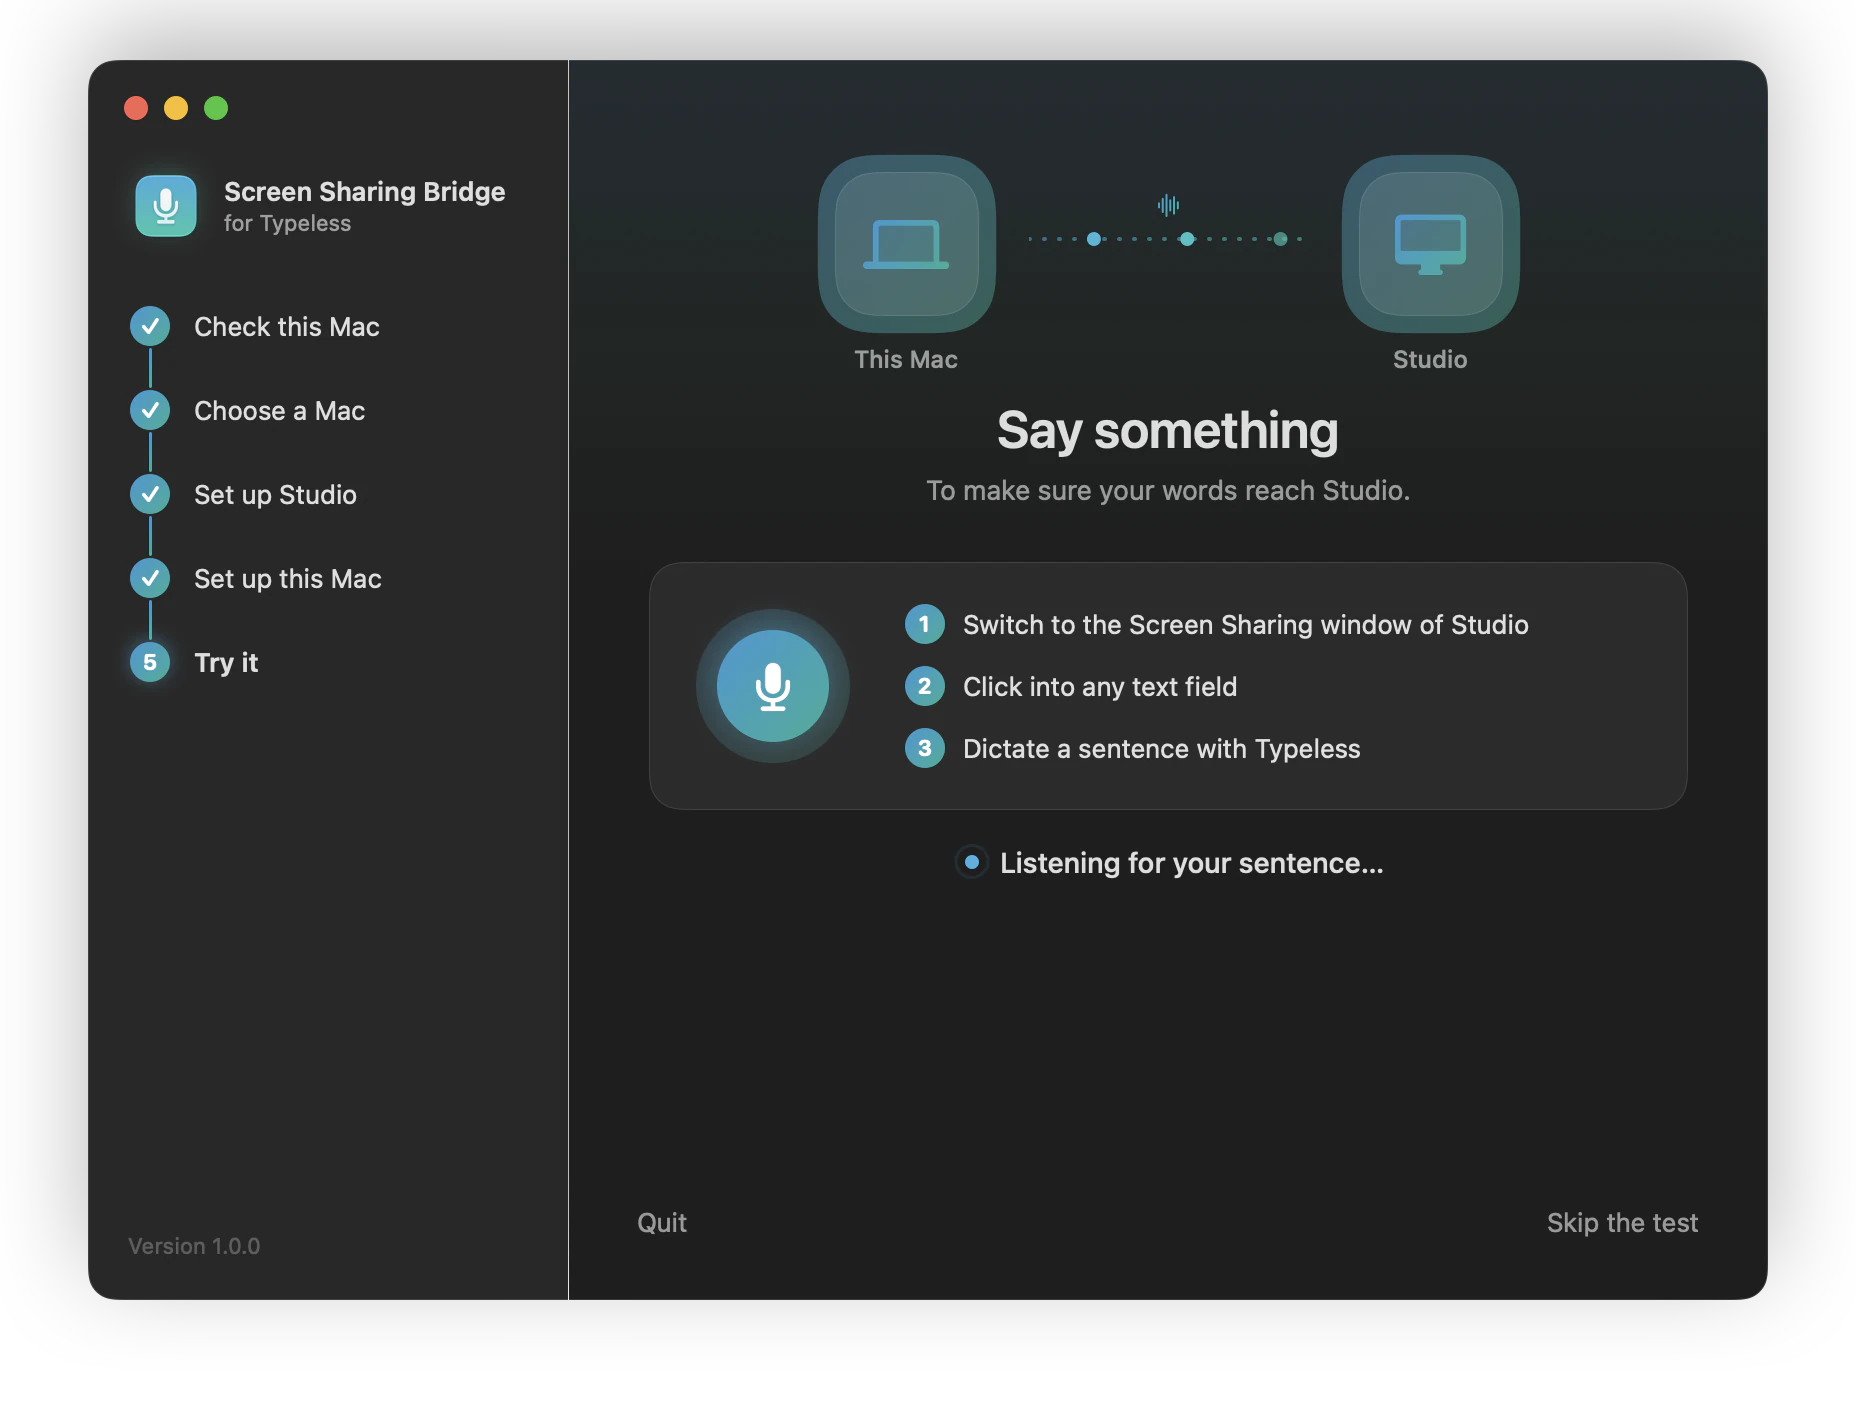 Screen Sharing Bridge
for Typeless
Check this Mac
Choose a Mac
Set up Studio
Set up this Mac
5 Try it
Version 1.0.0
This Mac
Studio
Say something
To make sure your words reach Studio.
1 Switch to the Screen Sharing window of Studio
2 Click into any text field
3 Dictate a sentence with Typeless
Listening for your sentence...
Quit
Skip the test